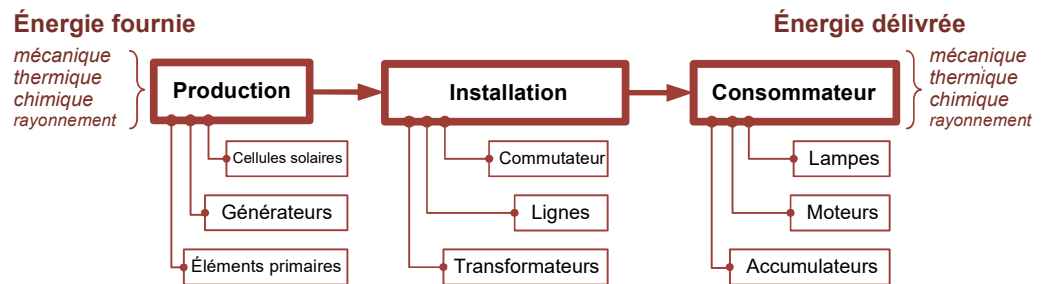 Énergie fournie
Énergie délivrée
mécanique
thermique
chimique
rayonnement
Production
Installation
Consommateur
mécanique
thermique
chimique
rayonnement
Cellules solaires
Commutateur
Lampes
Générateurs
Lignes
Moteurs
Éléments primaires
Transformateurs
Accumulateurs